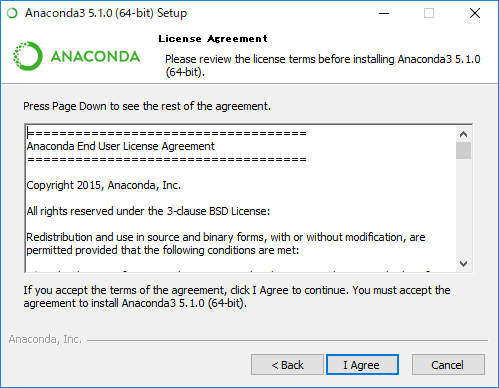 Anaconda3 5.1.0 (64-bit) Setup
ANACONDA
License Agreement
Please review the license terms before installing Anaconda3 5.1.0
(64-bit).
Press Page Down to see the rest of the agreement.
===================================
Anaconda End User License Agreement
===================================
Copyright 2015, Anaconda, Inc.
All rights reserved under the 3-clause BSD License:
Redistribution and use in source and binary forms, with or without modification, are
permitted provided that the following conditions are met:
If you accept the terms of the agreement, click I Agree to continue. You must accept the
agreement to install Anaconda3 5.1.0 (64-bit).
Anaconda, Inc.
< Back
I Agree
Cancel